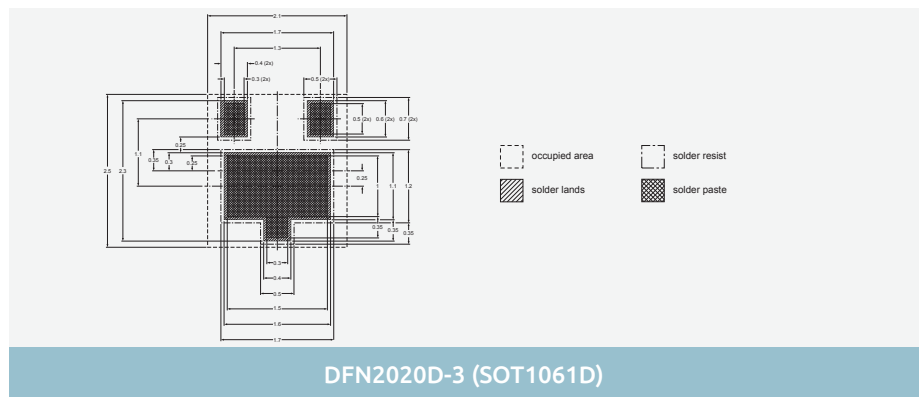 2.1
1.7
1.3
0.4 (2x)
0.3 (2x) 0.5 (2x)
0.5 (2x) 0.6 (2x) 0.7 (2x)
0.25
1.1
0.35
0.3
0.25
2.5 2.3
0.25
1 1.1 1.2
0.35 0.35 0.35
0.3
0.4
0.5
1.5
1.6
1.7
occupied area
solder resist
solder lands
solder paste
DFN2020D-3 (SOT1061D)